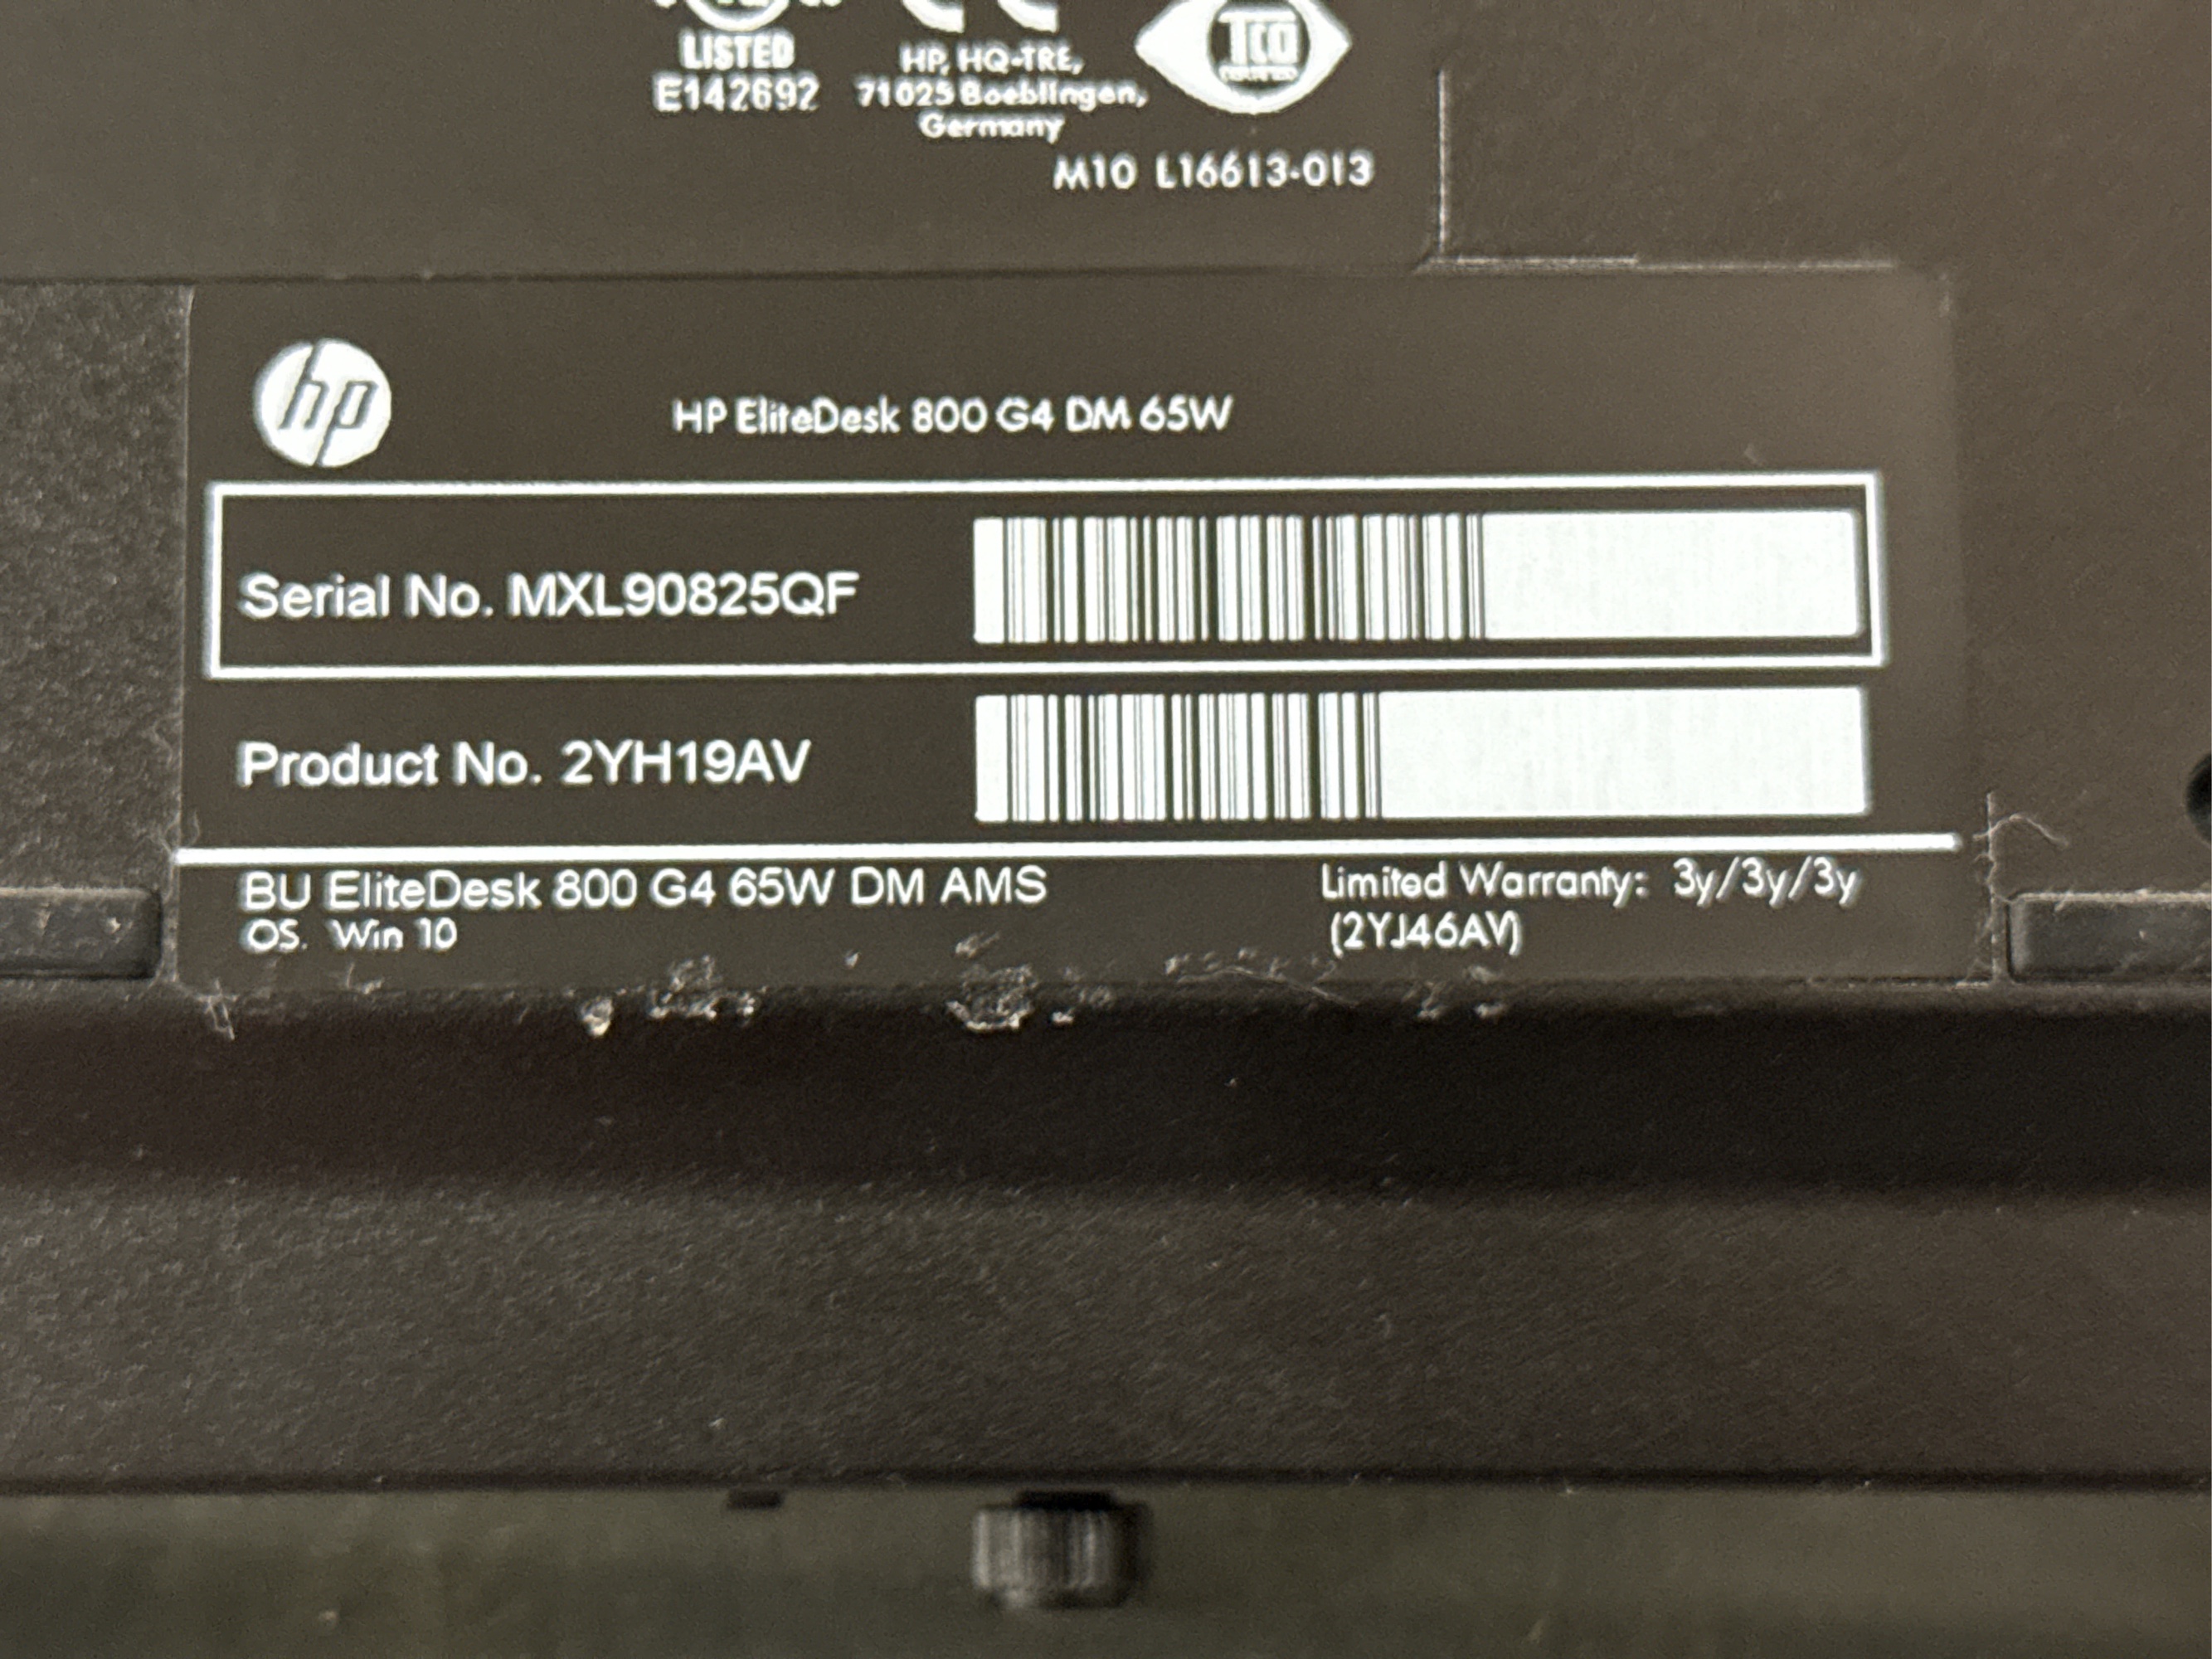 LISTED
E142692
HP, HQ-TRE,
71025 Boeblingen,
Germany
TCO
M10 L16613-013
hp
HP EliteDesk 800 G4 DM 65W
Serial No. MXL90825QF
Product No. 2YH19AV
BU EliteDesk 800 G4 65W DM AMS
OS. Win 10
Limited Warranty: 3y/3y/3y
(2YJ46AV)